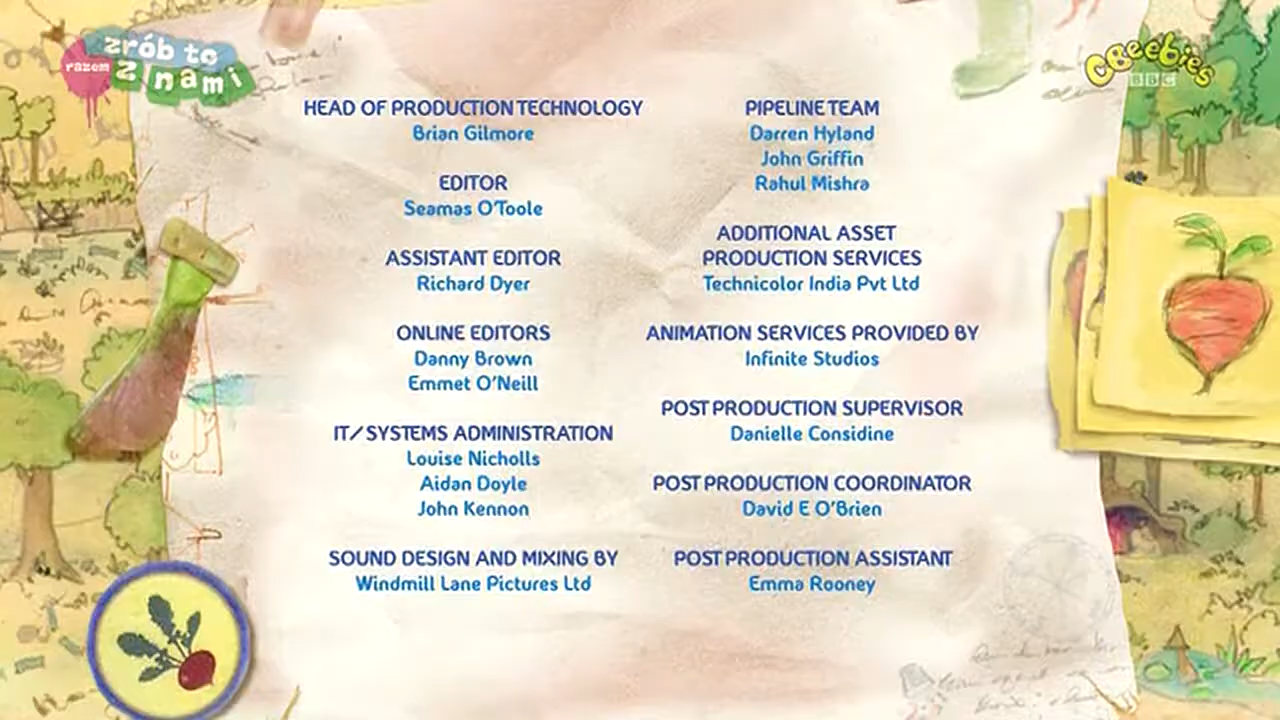 zrób to
razem
z nami
CBeebies
BBC
HEAD OF PRODUCTION TECHNOLOGY
Brian Gilmore
EDITOR
Seamas O'Toole
ASSISTANT EDITOR
Richard Dyer
ONLINE EDITORS
Danny Brown
Emmet O'Neill
IT/SYSTEMS ADMINISTRATION
Louise Nicholls
Aidan Doyle
John Kennon
SOUND DESIGN AND MIXING BY
Windmill Lane Pictures Ltd
PIPELINE TEAM
Darren Hyland
John Griffin
Rahul Mishra
ADDITIONAL ASSET
PRODUCTION SERVICES
Technicolor India Pvt Ltd
ANIMATION SERVICES PROVIDED BY
Infinite Studios
POST PRODUCTION SUPERVISOR
Danielle Considine
POST PRODUCTION COORDINATOR
David E O'Brien
POST PRODUCTION ASSISTANT
Emma Rooney